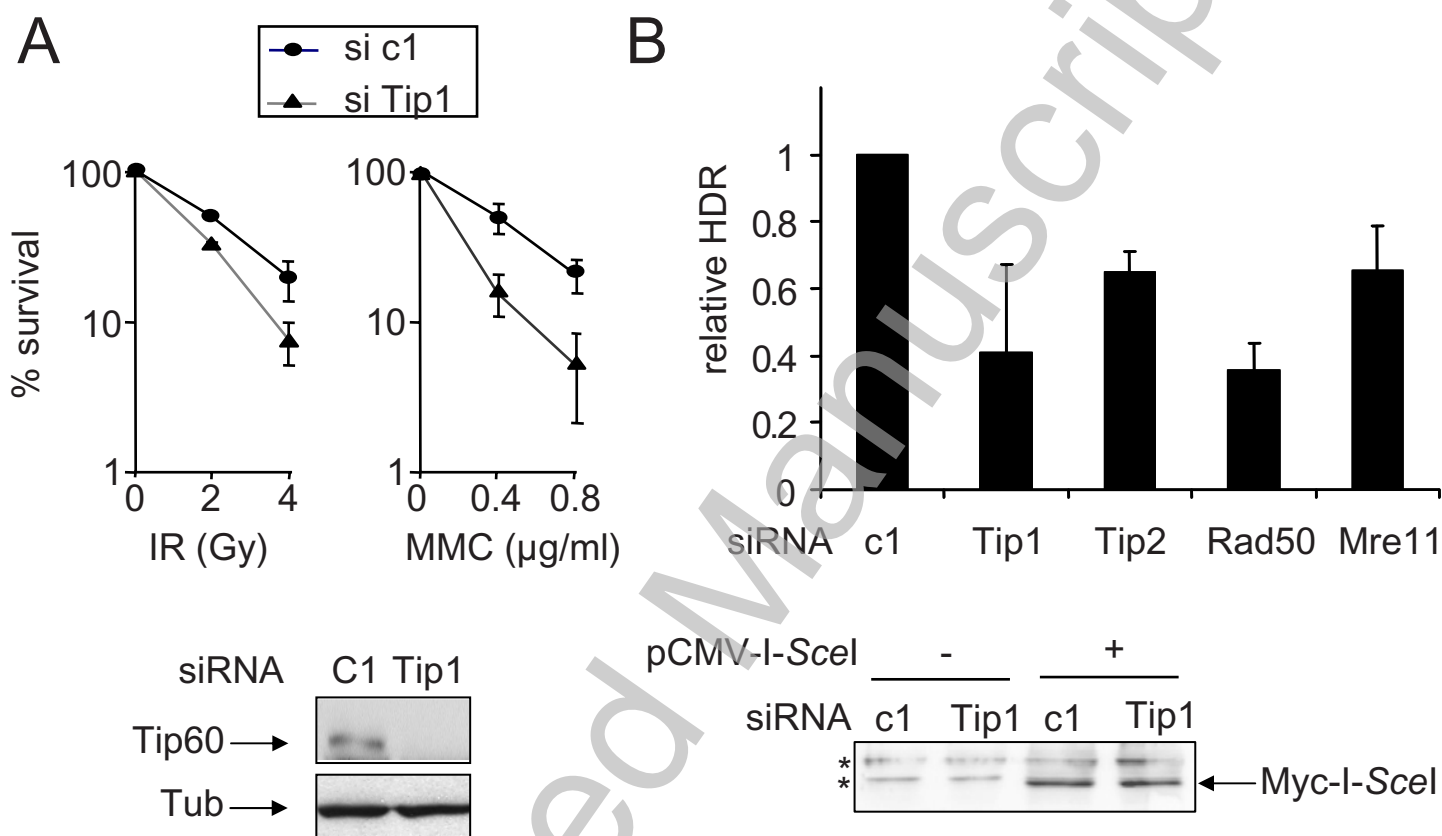 A
si c1
si Tip1
% survival
100
10
1
0 2 4
IR (Gy)
100
10
1
0 0.4 0.8
MMC (µg/ml)
siRNA C1 Tip1
Tip60
Tub
B
relative HDR
1
0.8
0.6
0.4
0.2
0
siRNA c1 Tip1 Tip2 Rad50 Mre11
pCMV-I-SceI - +
siRNA c1 Tip1 c1 Tip1
*
*
Myc-I-SceI
ed Manuscrip